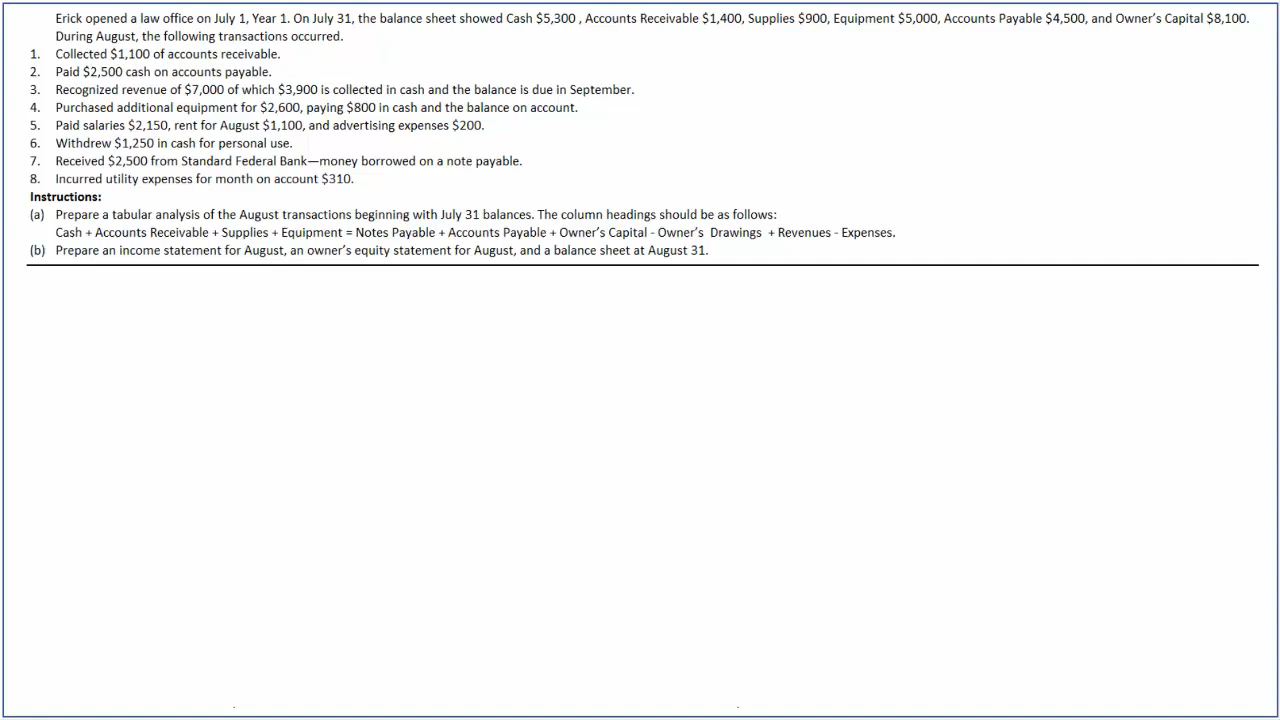 Erick opened a law office on July 1, Year 1. On July 31, the balance sheet showed Cash $5,300 , Accounts Receivable $1,400, Supplies $900, Equipment $5,000, Accounts Payable $4,500, and Owner's Capital $8,100.
During August, the following transactions occurred.
1. Collected $1,100 of accounts receivable.
2. Paid $2,500 cash on accounts payable.
3. Recognized revenue of $7,000 of which $3,900 is collected in cash and the balance is due in September.
4. Purchased additional equipment for $2,600, paying $800 in cash and the balance on account.
5. Paid salaries $2,150, rent for August $1,100, and advertising expenses $200.
6. Withdrew $1,250 in cash for personal use.
7. Received $2,500 from Standard Federal Bank—money borrowed on a note payable.
8. Incurred utility expenses for month on account $310.
Instructions:
(a) Prepare a tabular analysis of the August transactions beginning with July 31 balances. The column headings should be as follows:
Cash + Accounts Receivable + Supplies + Equipment = Notes Payable + Accounts Payable + Owner's Capital - Owner's Drawings + Revenues - Expenses.
(b) Prepare an income statement for August, an owner's equity statement for August, and a balance sheet at August 31.